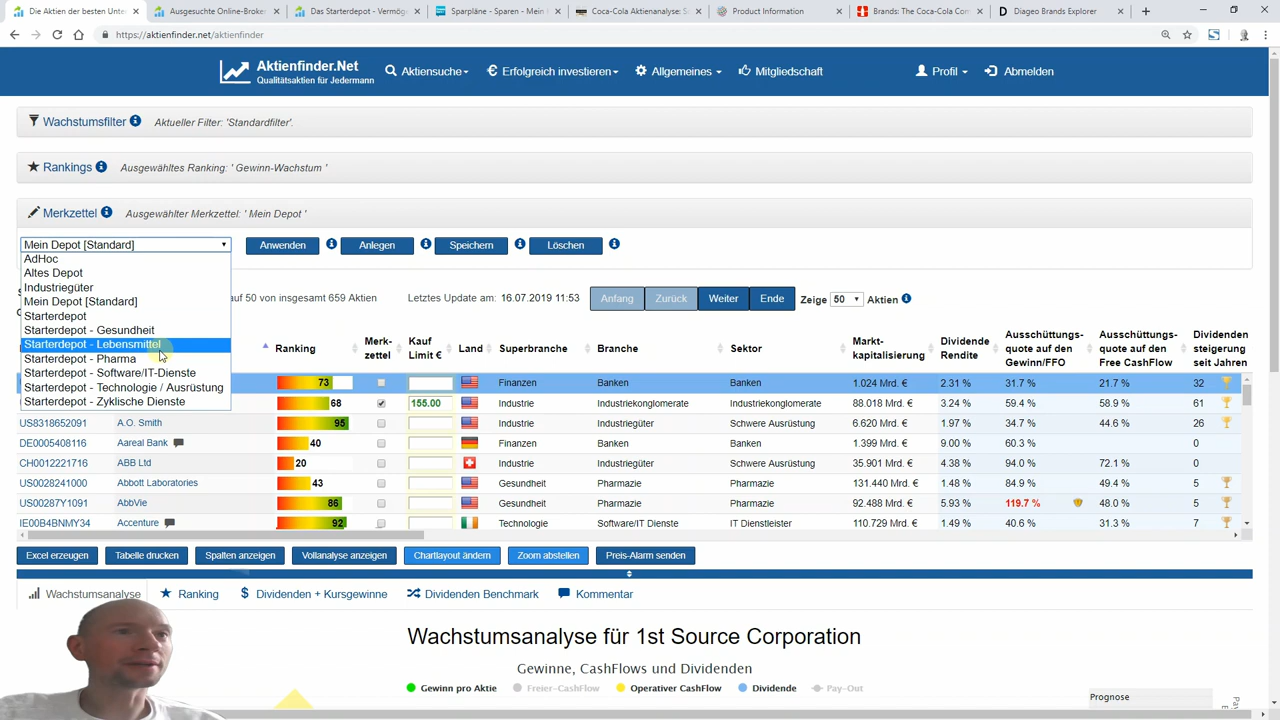 Die Aktien der besten Unter
Ausgesuchte Online-Broker
Das Starterdepot - Vermöge
Sparpläne - Sparen - Mein
Coca-Cola Aktienanalyse: S
Product Information
Brands: The Coca-Cola Com
Diageo Brands Explorer
https://aktienfinder.net/aktienfinder
Aktienfinder.Net
Qualitätsaktien für Jedermann
Aktiensuche
Erfolgreich investieren
Allgemeines
Mitgliedschaft
Profil
Abmelden
Wachstumsfilter Aktueller Filter: 'Standardfilter'.
Rankings Ausgewähltes Ranking: ' Gewinn-Wachstum '
Merkzettel Ausgewählter Merkzettel: ' Mein Depot '
Mein Depot [Standard] Anwenden Anlegen Speichern Löschen
AdHoc
Altes Depot
Industriegüter
Mein Depot [Standard]
Starterdepot
Starterdepot - Gesundheit
Starterdepot - Lebensmittel
Starterdepot - Pharma
Starterdepot - Software/IT-Dienste
Starterdepot - Technologie / Ausrüstung
Starterdepot - Zyklische Dienste
auf 50 von insgesamt 659 Aktien Letztes Update am: 16.07.2019 11:53 Anfang Zurück Weiter Ende Zeige 50 Aktien
Ranking Merk-zettel Kauf Limit € Land Superbranche Branche Sektor Markt-kapitalisierung Dividende Rendite Ausschüttungs-quote auf den Gewinn/FFO Ausschüttungs-quote auf den Free CashFlow Dividenden steigerung seit Jahren
73 Finanzen Banken Banken 1.024 Mrd. € 2.31 % 31.7 % 21.7 % 32
68 155.00 Industrie Industriekonglomerate Industriekonglomerate 88.018 Mrd. € 3.24 % 59.4 % 58.9 % 61
US8318652091 A.O. Smith 95 Industrie Industriegüter Schwere Ausrüstung 6.620 Mrd. € 1.97 % 34.7 % 44.6 % 26
DE0005408116 Aareal Bank 40 Finanzen Banken Banken 1.399 Mrd. € 9.00 % 60.3 % 0
CH0012221716 ABB Ltd 20 Industrie Industriegüter Schwere Ausrüstung 35.901 Mrd. € 4.38 % 94.0 % 72.1 % 0
US0028241000 Abbott Laboratories 43 Gesundheit Pharmazie Pharmazie 131.440 Mrd. € 1.48 % 84.9 % 49.4 % 5
US00287Y1091 AbbVie 86 Gesundheit Pharmazie Pharmazie 92.488 Mrd. € 5.93 % 119.7 % 48.0 % 5
IE00B4BNMY34 Accenture 92 Technologie Software/IT Dienste IT Dienstleister 110.729 Mrd. € 1.49 % 40.6 % 31.3 % 7
Excel erzeugen Tabelle drucken Spalten anzeigen Vollanalyse anzeigen Chartlayout ändern Zoom abstellen Preis-Alarm senden
Wachstumsanalyse Ranking Dividenden + Kursgewinne Dividenden Benchmark Kommentar
Wachstumsanalyse für 1st Source Corporation
Gewinne, CashFlows und Dividenden
Gewinn pro Aktie Freier-CashFlow Operativer CashFlow Dividende Pay-Out
Prognose